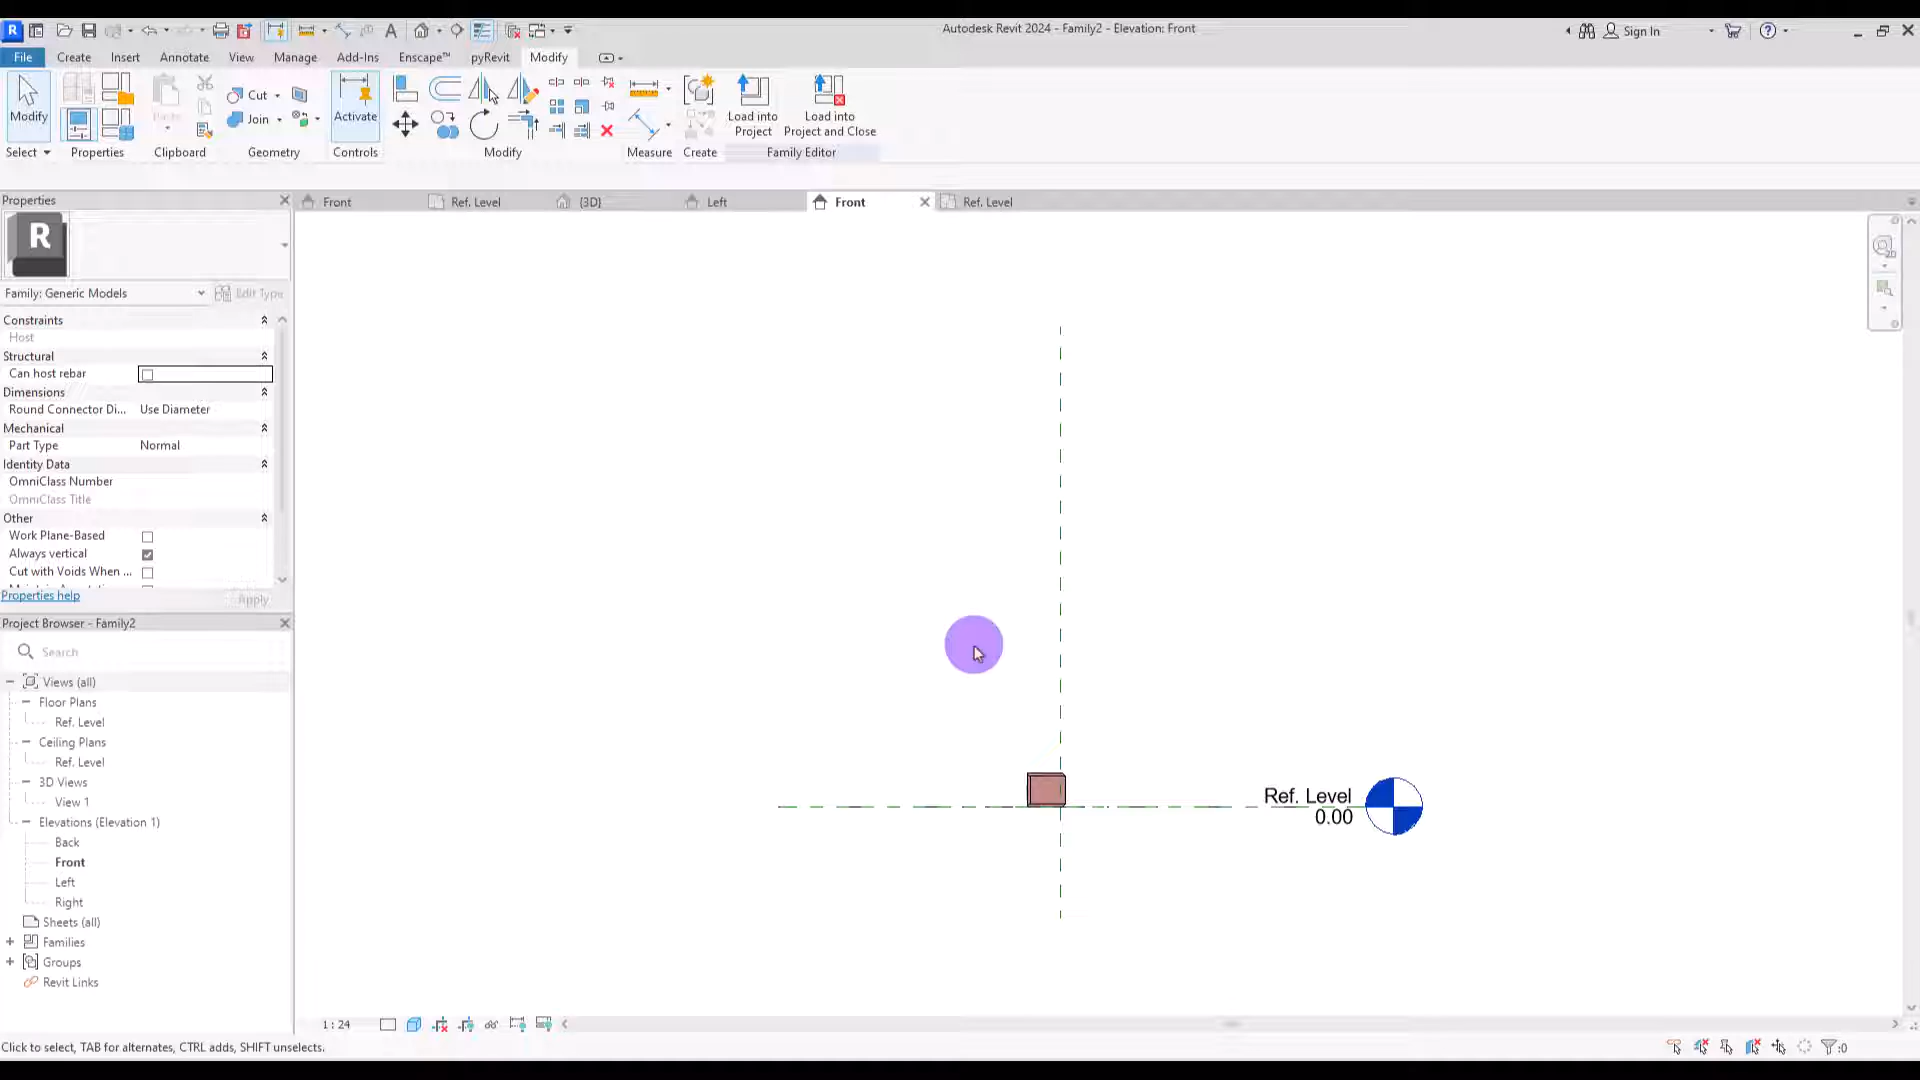 Autodesk Revit 2024 - Family2 - Elevation: Front
Sign In
File Create Insert Annotate View Manage Add-Ins Enscape™ pyRevit Modify
Modify
Cut
Join
Activate
Load into
Project
Load into
Project and Close
Select Properties Clipboard Geometry Controls Modify Measure Create Family Editor
Properties
Front Ref. Level {3D} Left Front Ref. Level
R
Family: Generic Models
Edit Type
Constraints
Host
Structural
Can host rebar
Dimensions
Round Connector Di... Use Diameter
Mechanical
Part Type Normal
Identity Data
OmniClass Number
OmniClass Title
Other
Work Plane-Based
Always vertical
Cut with Voids When ...
Properties help
Apply
Project Browser - Family2
Search
Views (all)
Floor Plans
Ref. Level
Ceiling Plans
Ref. Level
3D Views
View 1
Elevations (Elevation 1)
Back
Front
Left
Right
Sheets (all)
Families
Groups
Revit Links
Ref. Level
0.00
1 : 24
Click to select, TAB for alternates, CTRL adds, SHIFT unselects.
:0